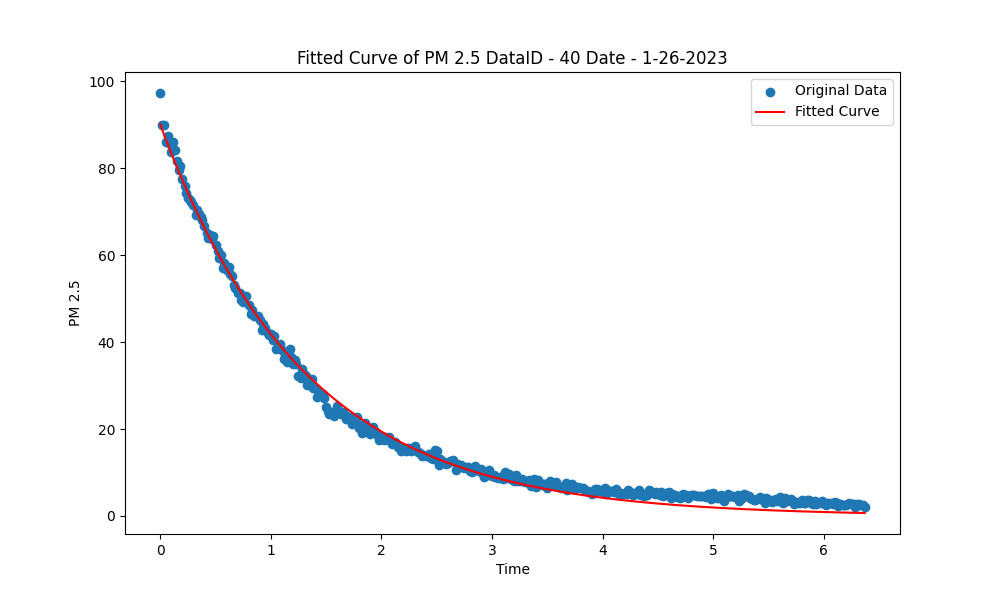 Fitted Curve of PM 2.5 DataID - 40 Date - 1-26-2023
Original Data
Fitted Curve
PM 2.5
100
80
60
40
20
0
0 1 2 3 4 5 6
Time